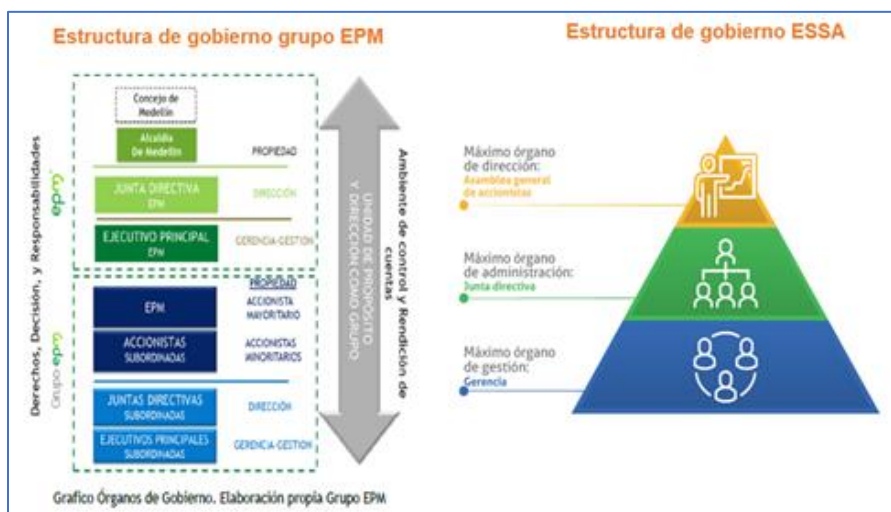 Estructura de gobierno grupo EPM
Derechos, Decisión, y Responsabilidades
epm
Grupo·epm
Concejo de
Medellín
Alcaldía
De Medellín
PROPIEDAD
JUNTA DIRECTIVA
EPM
DIRECCIÓN
EJECUTIVO PRINCIPAL
EPM
GERENCIA-GESTION
PROPIEDAD
EPM
ACCIONISTA
MAYORITARIO
ACCIONISTAS
SUBORDINADAS
ACCIONISTAS
MINORITARIOS
JUNTAS DIRECTIVAS
SUBORDINADAS
DIRECCIÓN
EJECUTIVOS PRINCIPALES
SUBORDINADAS
GERENCIA-GESTION
UNIDAD DE PROPÓSITO
Y DIRECCIÓN COMO GRUPO
Ambiente de control y Rendición de
cuentas
Grafico Órganos de Gobierno. Elaboración propia Grupo EPM
Estructura de gobierno ESSA
Máximo órgano
de dirección:
Asamblea general
de accionistas
Máximo órgano
de administración:
Junta directiva
Máximo órgano
de gestión:
Gerencia